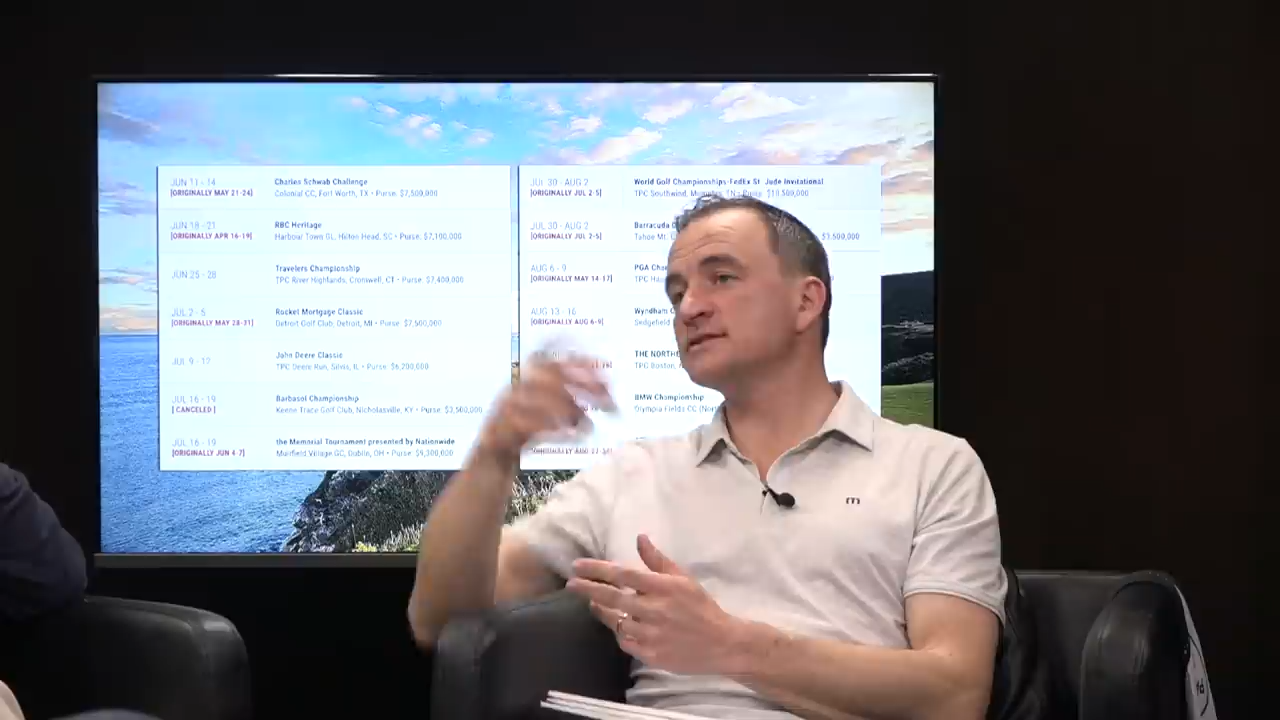 JUN 11 - 14
Charles Schwab Challenge
[ORIGINALLY MAY 21-24]
Colonial CC, Fort Worth, TX • Purse: $7,500,000
JUN 18 - 21
RBC Heritage
[ORIGINALLY APR 16-19]
Harbour Town GL, Hilton Head, SC • Purse: $7,100,000
JUN 25 - 28
Travelers Championship
TPC River Highlands, Cromwell, CT • Purse: $7,400,000
JUL 2 - 5
Rocket Mortgage Classic
[ORIGINALLY MAY 28-31]
Detroit Golf Club, Detroit, MI • Purse: $7,500,000
JUL 9 - 12
John Deere Classic
TPC Deere Run, Silvis, IL • Purse: $6,200,000
JUL 16 - 19
Barbasol Championship
[ CANCELED ]
Keene Trace Golf Club, Nicholasville, KY • Purse: $3,500,000
JUL 16 - 19
the Memorial Tournament presented by Nationwide
[ORIGINALLY JUN 4-7]
Muirfield Village GC, Dublin, OH • Purse: $9,300,000
JUL 30 - AUG 2
World Golf Championships-FedEx St. Jude Invitational
[ORIGINALLY JUL 2-5]
TPC Southwind, Memphis, TN • Purse: $10,500,000
JUL 30 - AUG 2
Barracuda
[ORIGINALLY JUL 2-5]
Tahoe Mt.
$3,500,000
AUG 6 - 9
PGA
[ORIGINALLY MAY 14-17]
TPC
AUG 13 - 16
Wyndham
[ORIGINALLY AUG 6-9]
Sedgefield
THE
TPC Boston,
BMW Championship
Olympia Fields CC
m